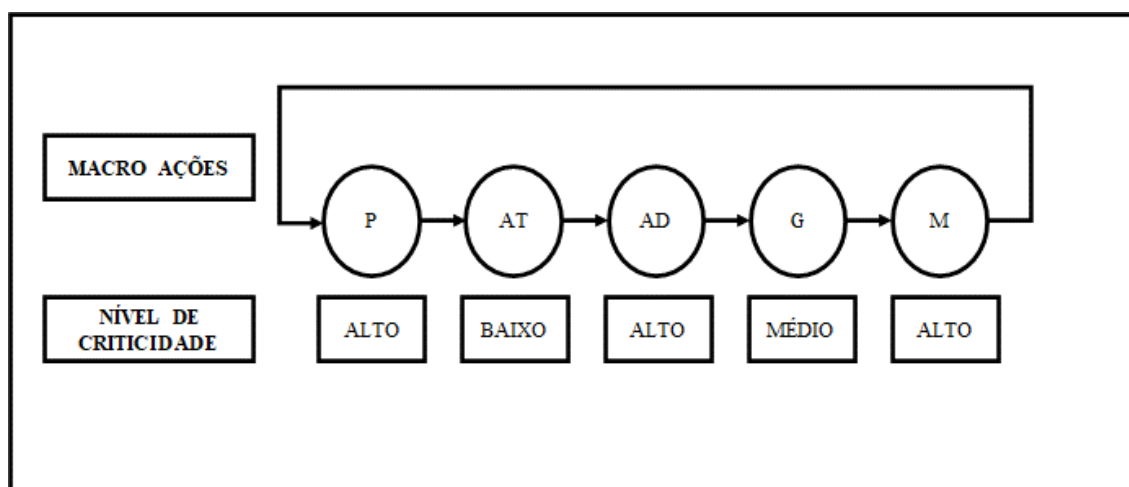 MACRO AÇÕES
P
AT
AD
G
M
NÍVEL DE
CRITICIDADE
ALTO
BAIXO
ALTO
MÉDIO
ALTO